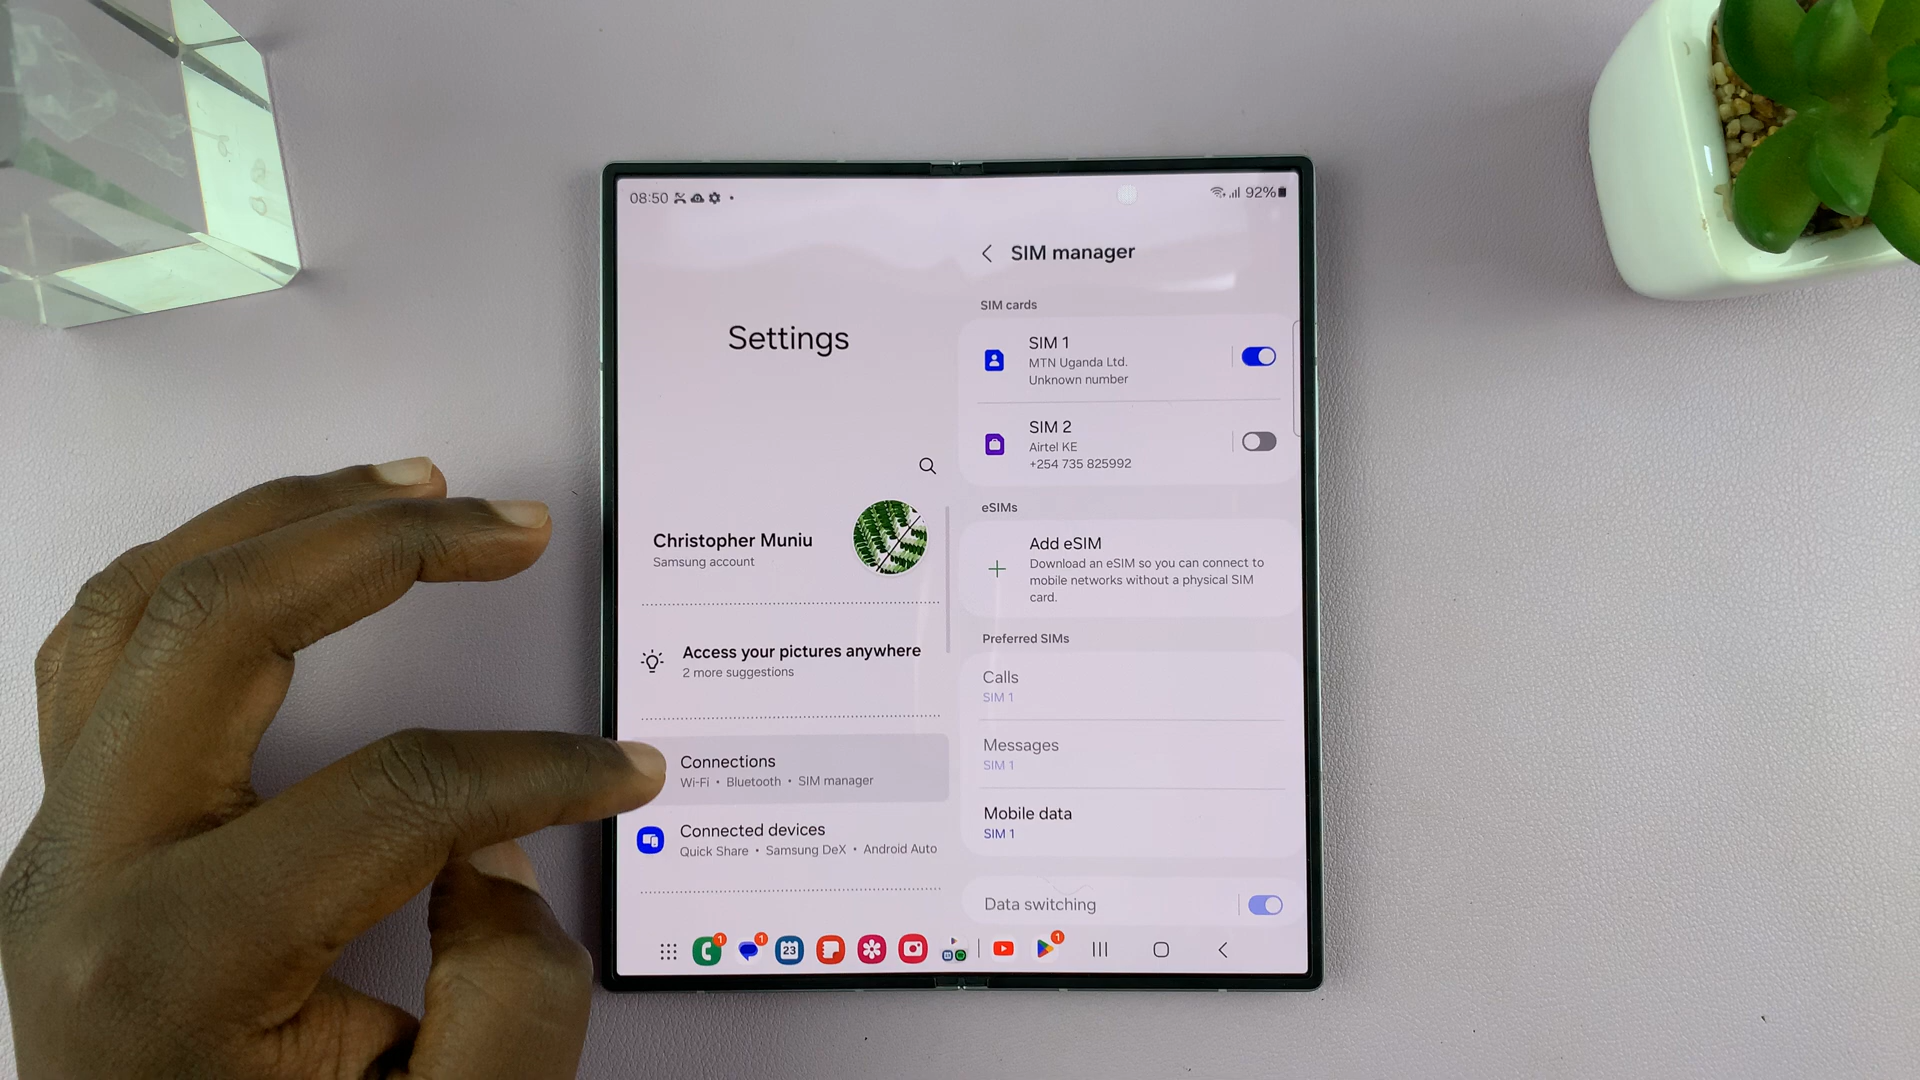 08:50
92%
Settings
Christopher Muniu
Samsung account
Access your pictures anywhere
2 more suggestions
Connections
Wi-Fi • Bluetooth • SIM manager
Connected devices
Quick Share • Samsung DeX • Android Auto
SIM manager
SIM cards
SIM 1
MTN Uganda Ltd.
Unknown number
SIM 2
Airtel KE
+254 735 825992
eSIMs
Add eSIM
Download an eSIM so you can connect to
mobile networks without a physical SIM
card.
Preferred SIMs
Calls
SIM 1
Messages
SIM 1
Mobile data
SIM 1
Data switching
1
1
23
1